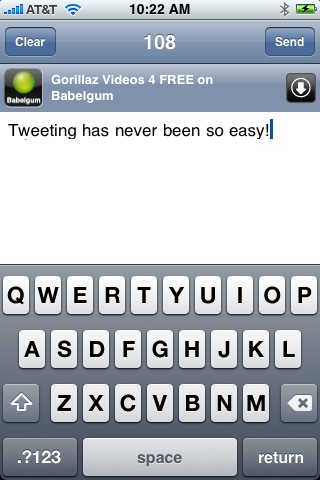 AT&T 10:22 AM
Clear 108 Send
Babelgum
Gorillaz Videos 4 FREE on
Babelgum
Tweeting has never been so easy!
Q W E R T Y U I O P
A S D F G H J K L
Z X C V B N M
.?123 space return